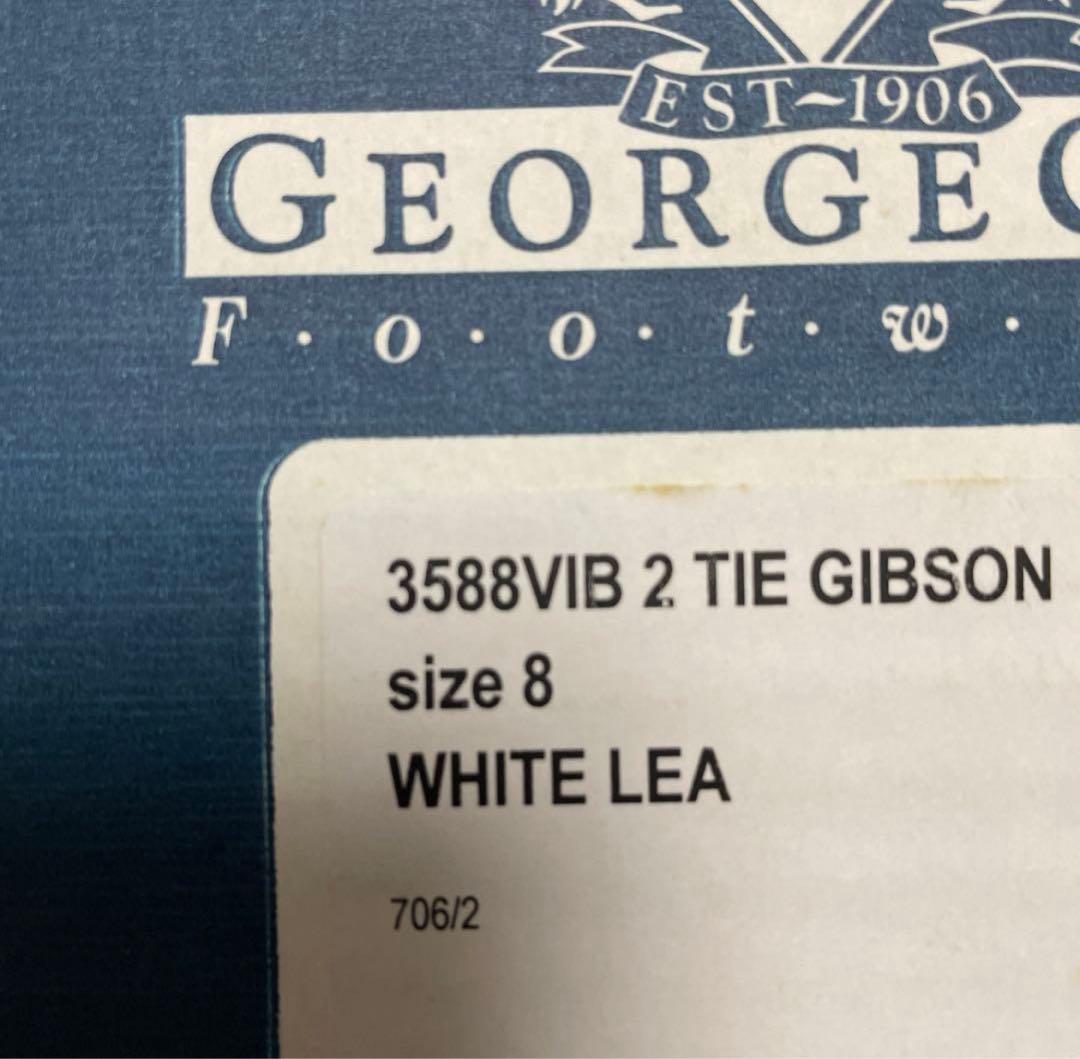 EST~1906
GEORGE
F·o·o·t·w·
3588VIB 2 TIE GIBSON
size 8
WHITE LEA
706/2